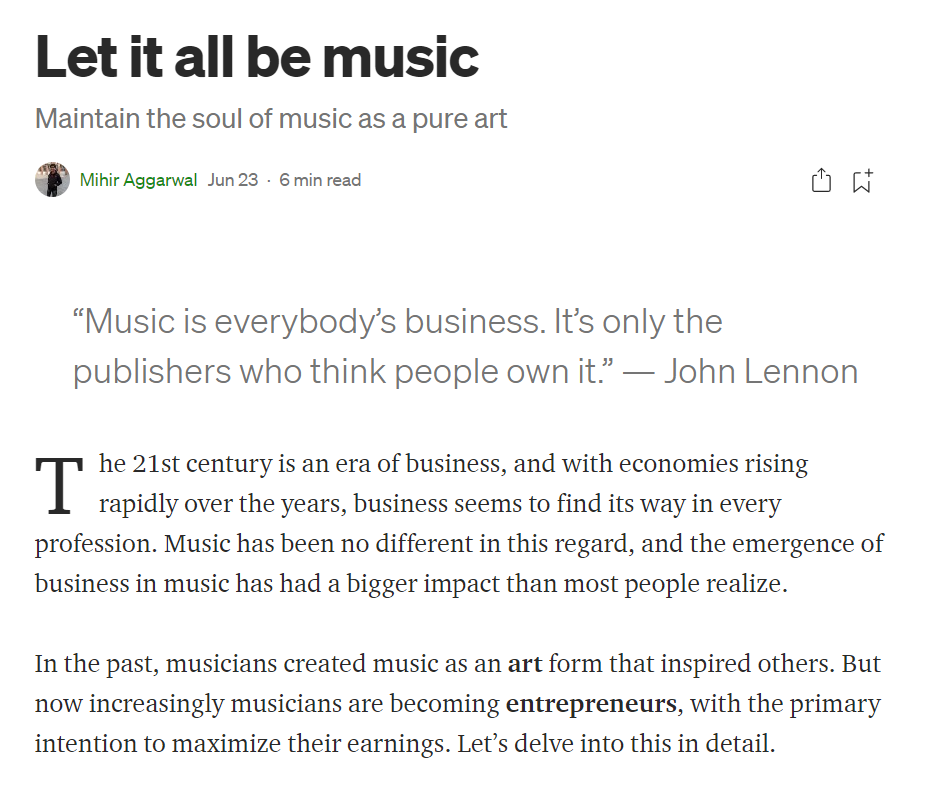 Let it all be music
Maintain the soul of music as a pure art
Mihir Aggarwal Jun 23 · 6 min read
“Music is everybody’s business. It’s only the
publishers who think people own it.” — John Lennon
The 21st century is an era of business, and with economies rising
rapidly over the years, business seems to find its way in every
profession. Music has been no different in this regard, and the emergence of
business in music has had a bigger impact than most people realize.
In the past, musicians created music as an art form that inspired others. But
now increasingly musicians are becoming entrepreneurs, with the primary
intention to maximize their earnings. Let’s delve into this in detail.